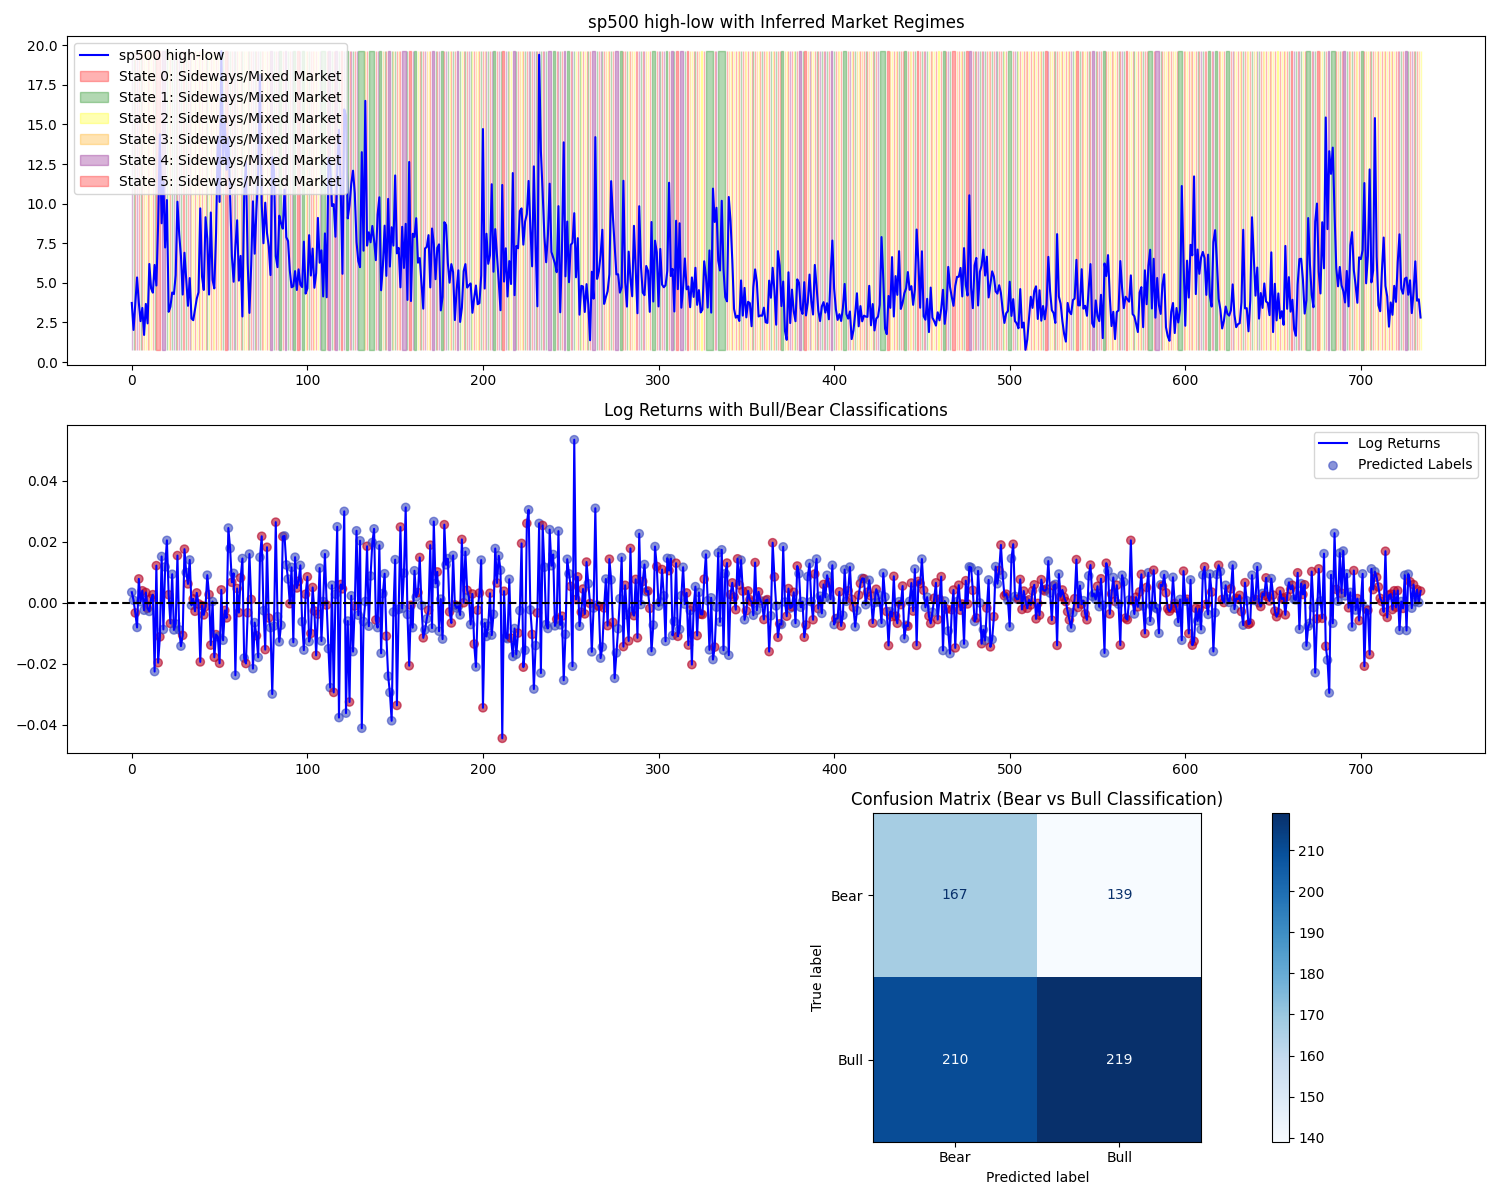 sp500 high-low with Inferred Market Regimes
20.0
17.5
15.0
12.5
10.0
7.5
5.0
2.5
0.0
sp500 high-low
State 0: Sideways/Mixed Market
State 1: Sideways/Mixed Market
State 2: Sideways/Mixed Market
State 3: Sideways/Mixed Market
State 4: Sideways/Mixed Market
State 5: Sideways/Mixed Market
0 100 200 300 400 500 600 700
Log Returns with Bull/Bear Classifications
0.04
0.02
0.00
−0.02
−0.04
Log Returns
Predicted Labels
0 100 200 300 400 500 600 700
Confusion Matrix (Bear vs Bull Classification)
True label
Bear
Bull
167 139
210 219
Bear Bull
Predicted label
210
200
190
180
170
160
150
140